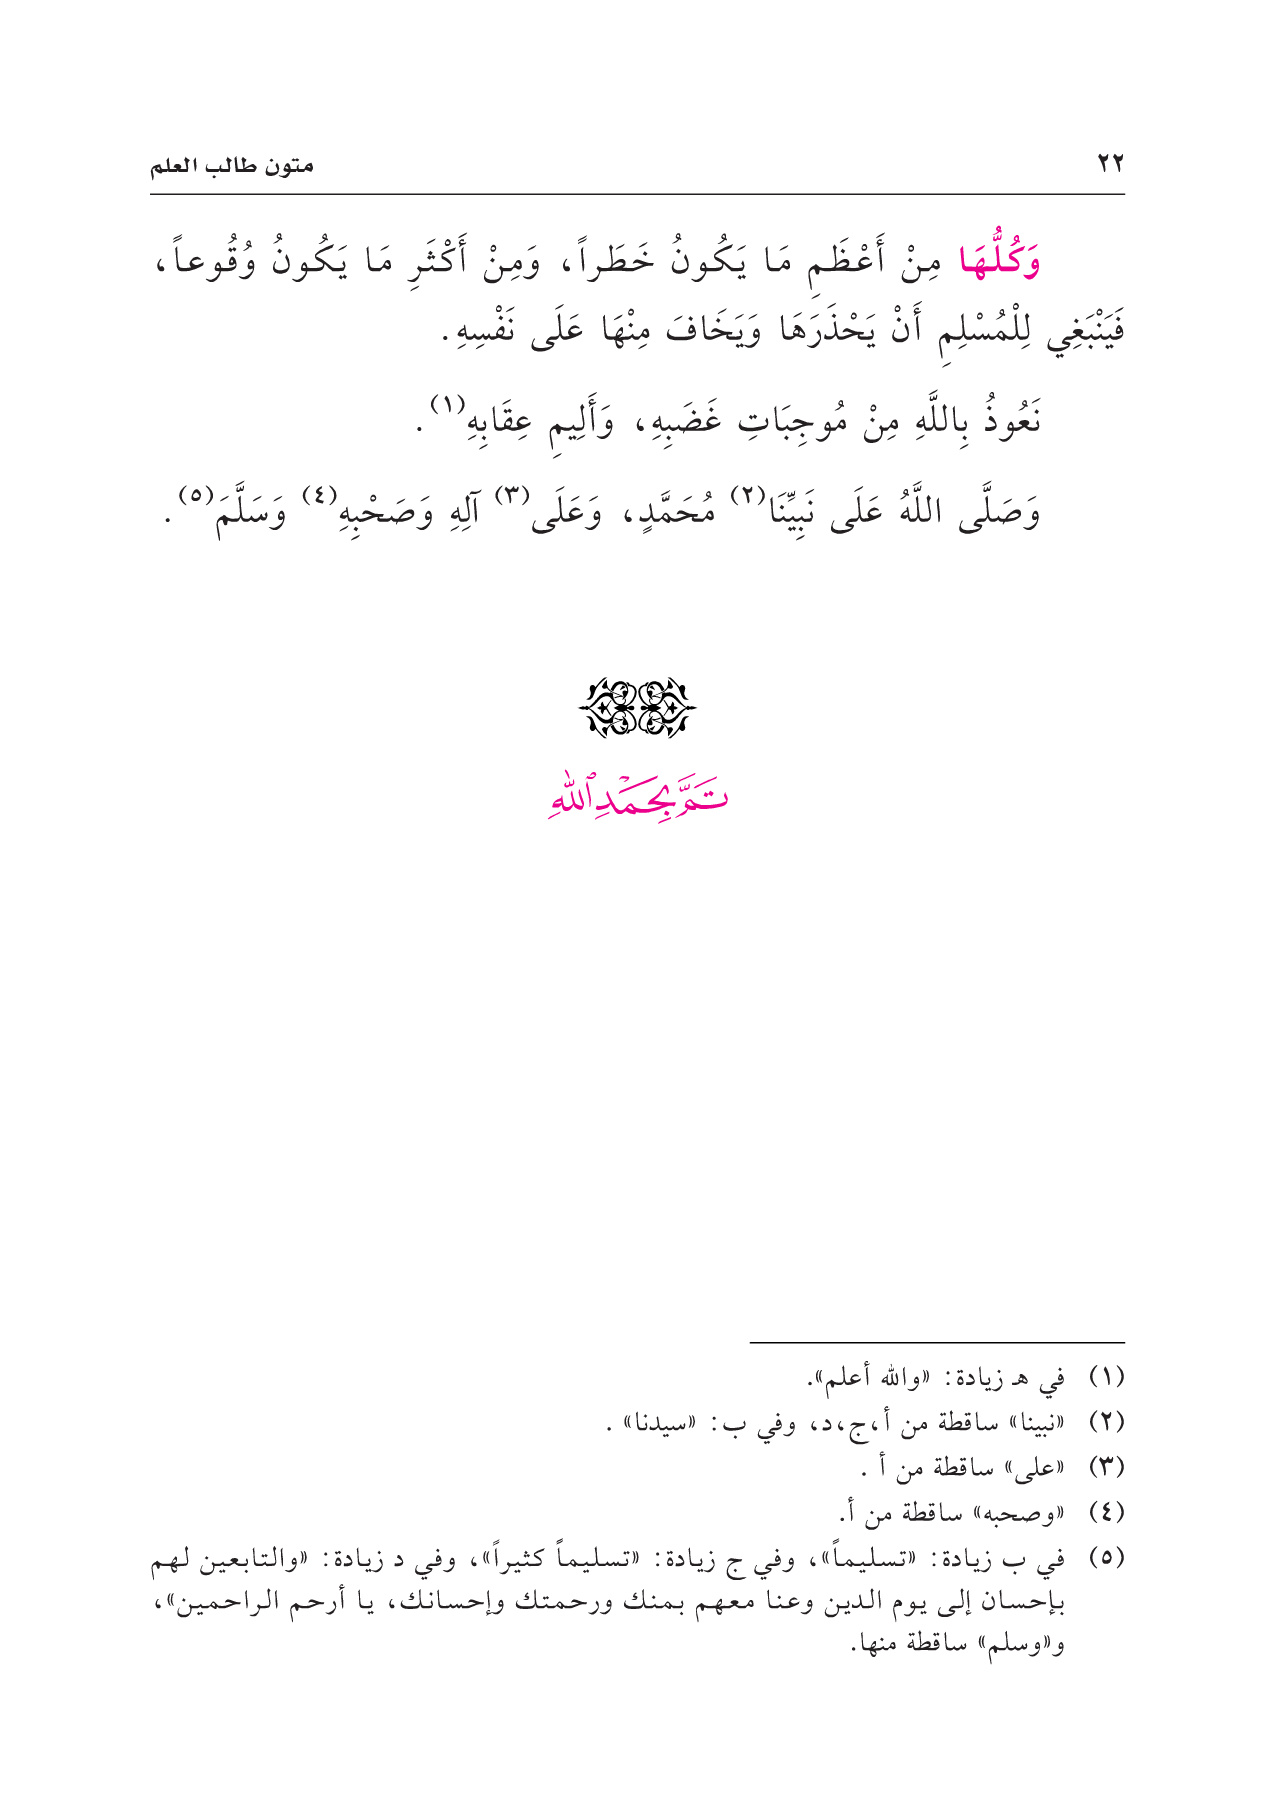 ٢٢ متون طالب العلم
وَكُلُّهَا مِنْ أَعْظَمِ مَا يَكُونُ خَطَراً، وَمِنْ أَكْثَرِ مَا يَكُونُ وُقُوعاً،
فَيَنْبَغِي لِلْمُسْلِمِ أَنْ يَحْذَرَهَا وَيَخَافَ مِنْهَا عَلَى نَفْسِهِ.
نَعُوذُ بِاللَّهِ مِنْ مُوجِبَاتِ غَضَبِهِ، وَأَلِيمِ عِقَابِهِ(١).
وَصَلَّى اللَّهُ عَلَى نَبِيِّنَا(٢) مُحَمَّدٍ، وَعَلَى(٣) آلِهِ وَصَحْبِهِ(٤) وَسَلَّمَ(٥).
تَمَّ بِحَمْدِ ٱللَّهِ
(١) في هـ زيادة: «والله أعلم».
(٢) «نبينا» ساقطة من أ،ج،د، وفي ب: «سيدنا» .
(٣) «على» ساقطة من أ .
(٤) «وصحبه» ساقطة من أ.
(٥) في ب زيادة: «تسليماً»، وفي ج زيادة: «تسليماً كثيراً»، وفي د زيادة: «والتابعين لهم
بإحسان إلى يوم الدين وعنا معهم بمنك ورحمتك وإحسانك، يا أرحم الراحمين»،
و«وسلم» ساقطة منها.